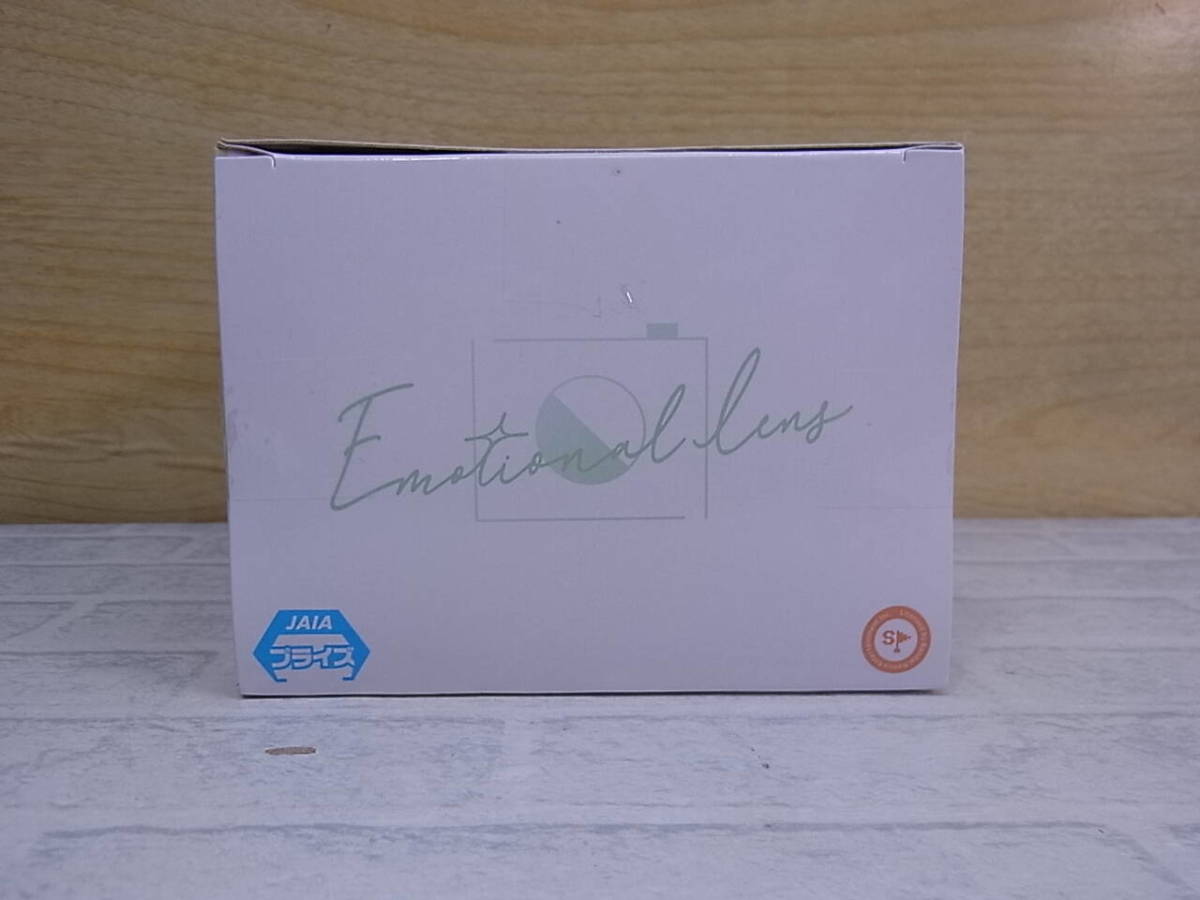 Emotional lens
JAIA
プライズ
S